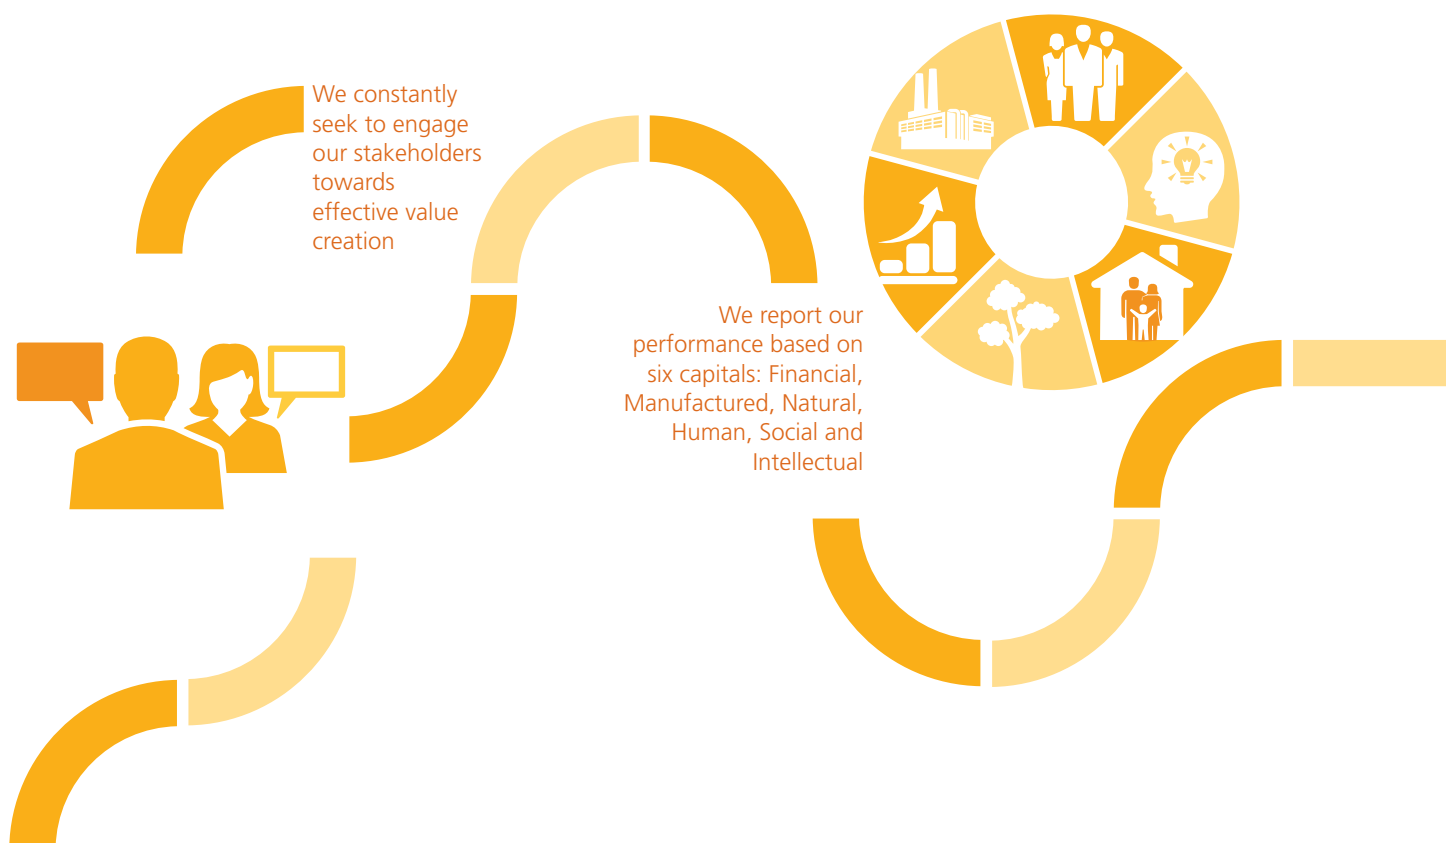 We constantly
seek to engage
our stakeholders
towards
effective value
creation
We report our
performance based on
six capitals: Financial,
Manufactured, Natural,
Human, Social and
Intellectual